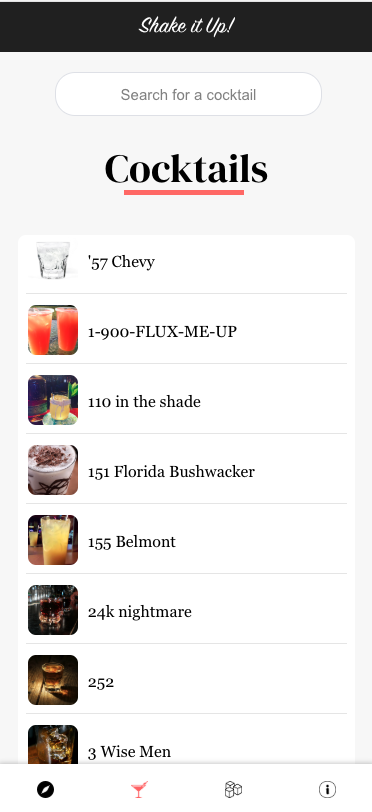 Shake it Up!
Search for a cocktail
Cocktails
'57 Chevy
1-900-FLUX-ME-UP
110 in the shade
151 Florida Bushwacker
155 Belmont
24k nightmare
252
3 Wise Men